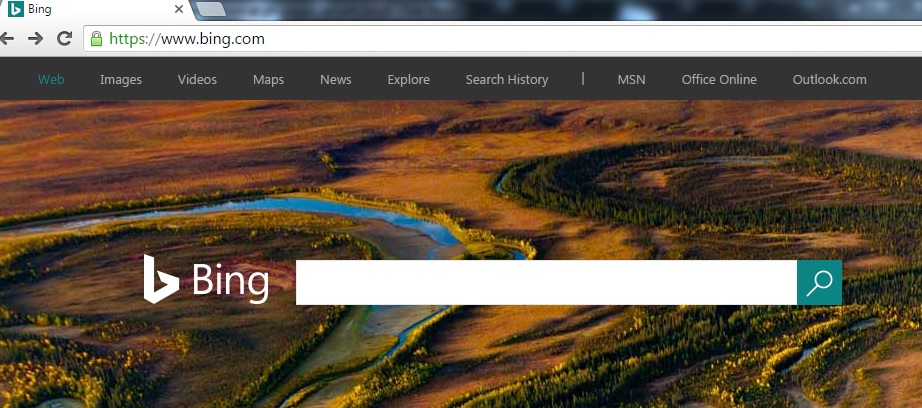 Bing
https://www.bing.com
Web Images Videos Maps News Explore Search History | MSN Office Online Outlook.com
Bing